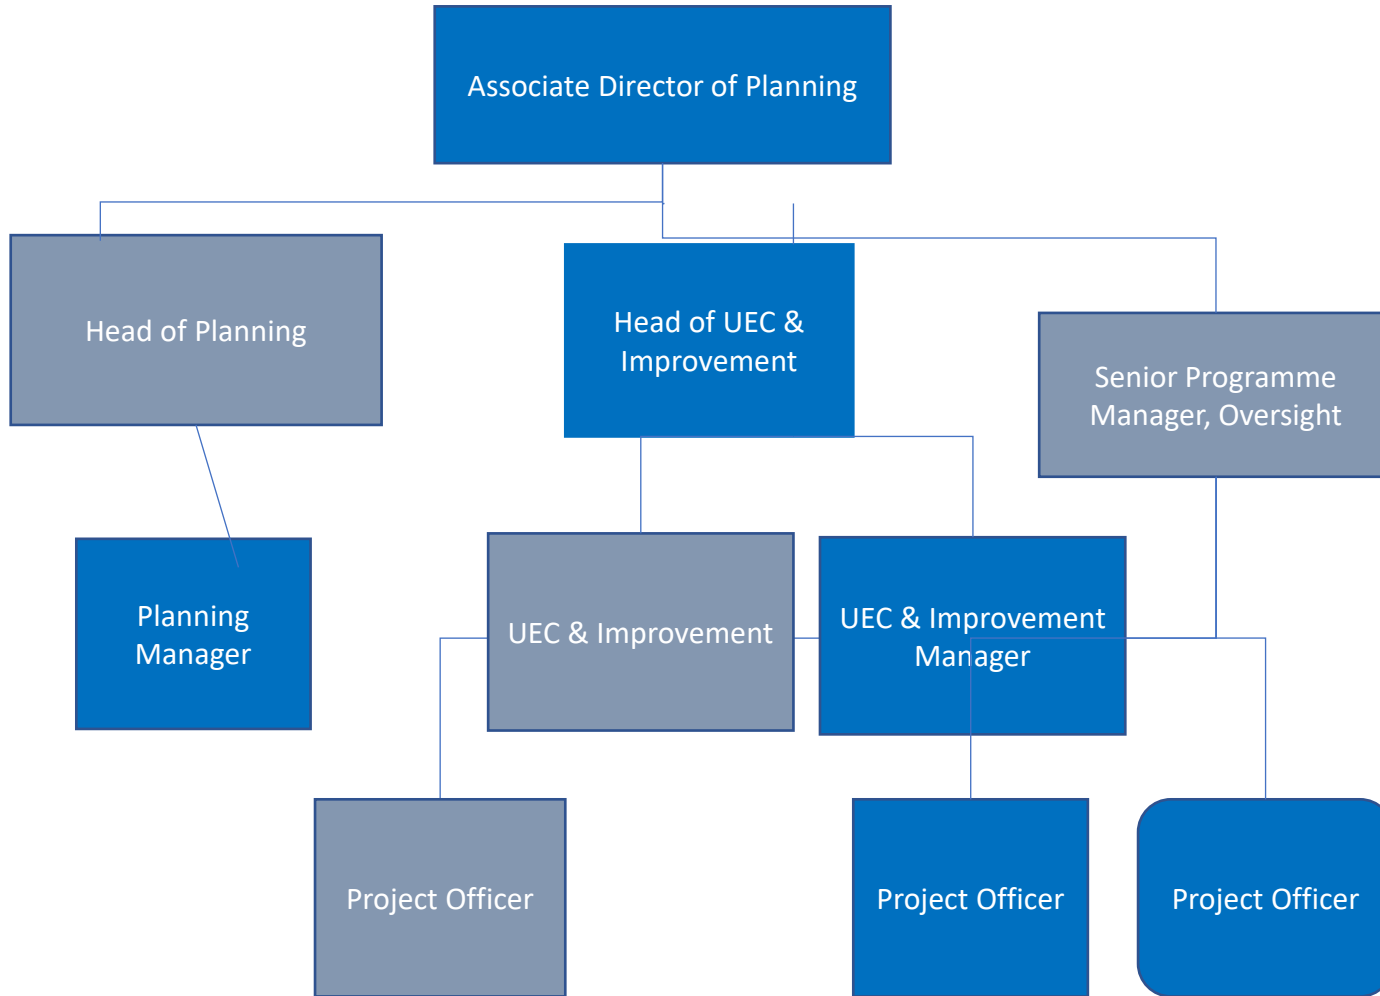 Associate Director of Planning
Head of Planning
Head of UEC &
Improvement
Senior Programme
Manager, Oversight
Planning
Manager
UEC & Improvement
UEC & Improvement
Manager
Project Officer
Project Officer
Project Officer